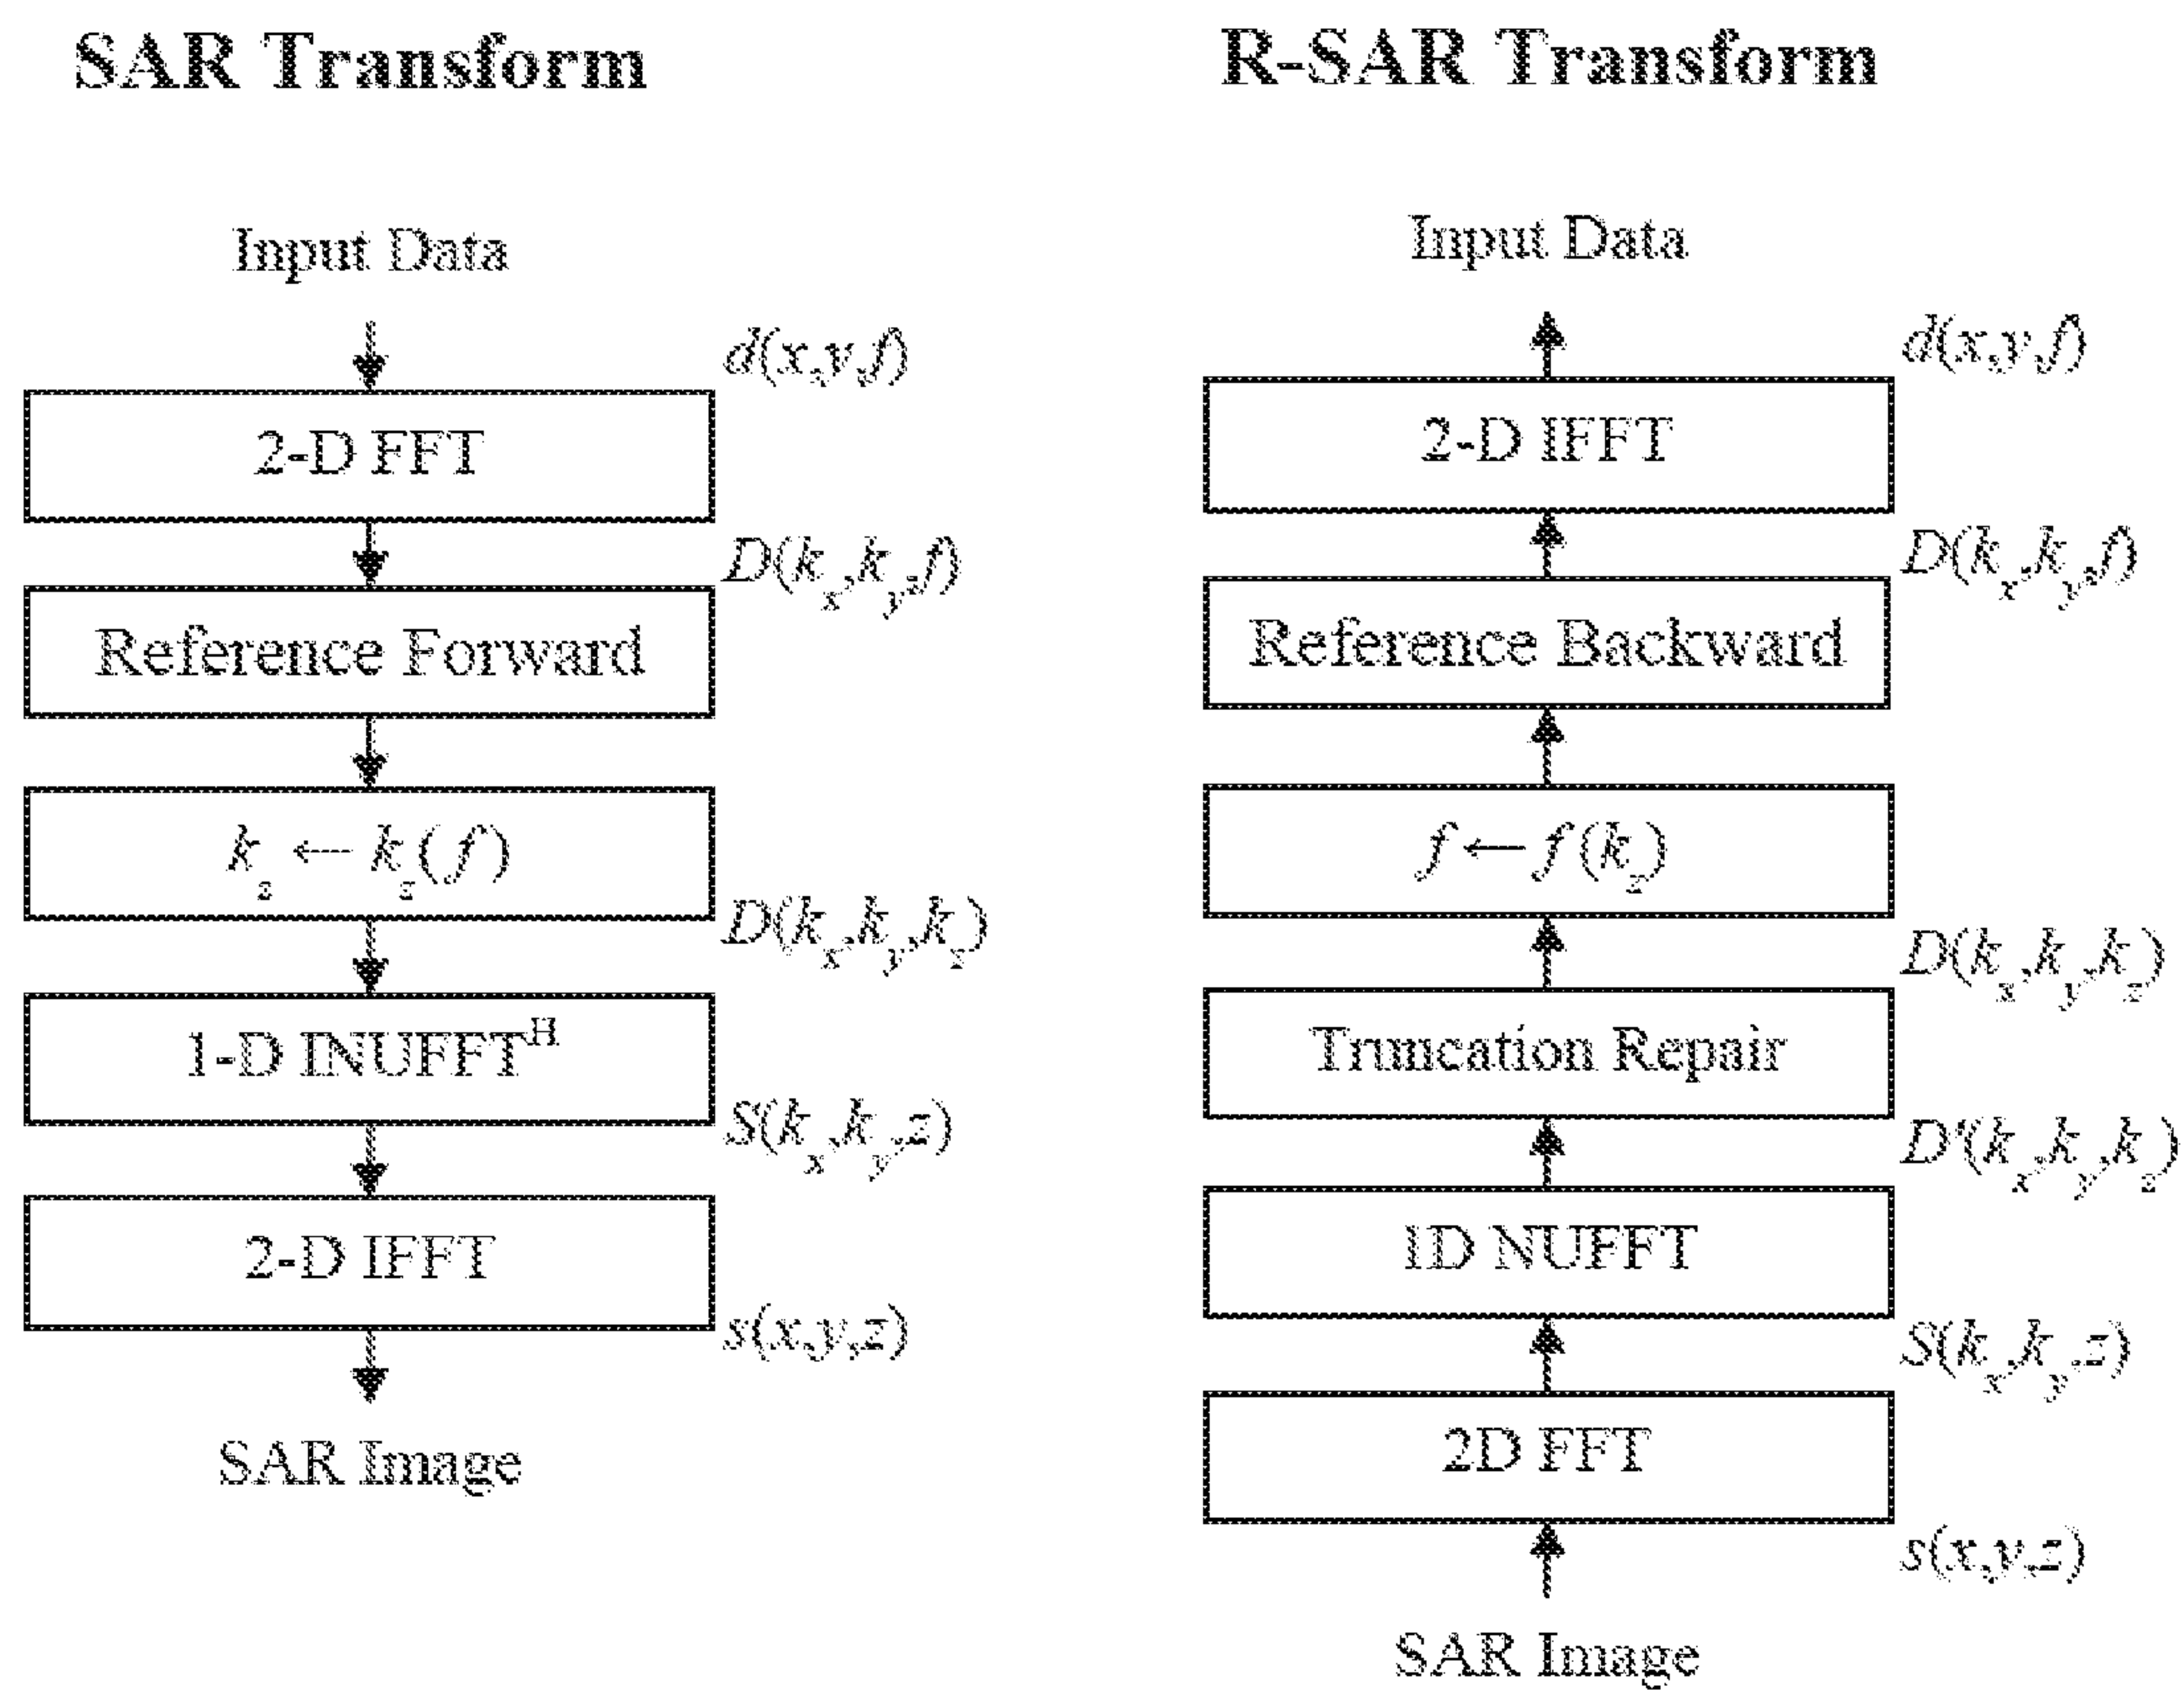 SAR Transform
Input Data
d(x,y,f)
2-D FFT
D(kx,ky,f)
Reference Forward
kz ← kz(f)
D(kx,ky,kz)
1-D INUFFT^H
S(kx,ky,z)
2-D IFFT
s(x,y,z)
SAR Image
R-SAR Transform
Input Data
d(x,y,f)
2-D IFFT
D(kx,ky,f)
Reference Backward
f ← f(kz)
D(kx,ky,kz)
Truncation Repair
D'(kx,ky,kz)
1D NUFFT
S(kx,ky,z)
2D FFT
s(x,y,z)
SAR Image